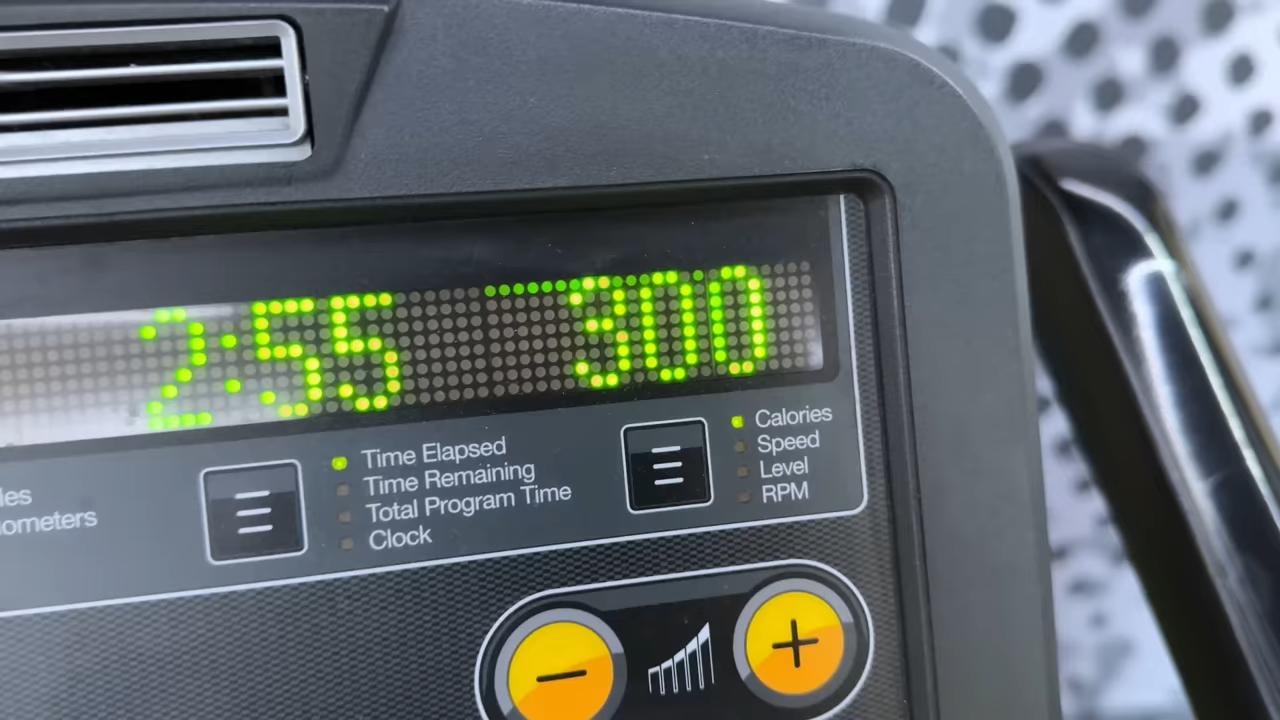 2:55 300
Time Elapsed
Time Remaining
Total Program Time
Clock
Calories
Speed
Level
RPM